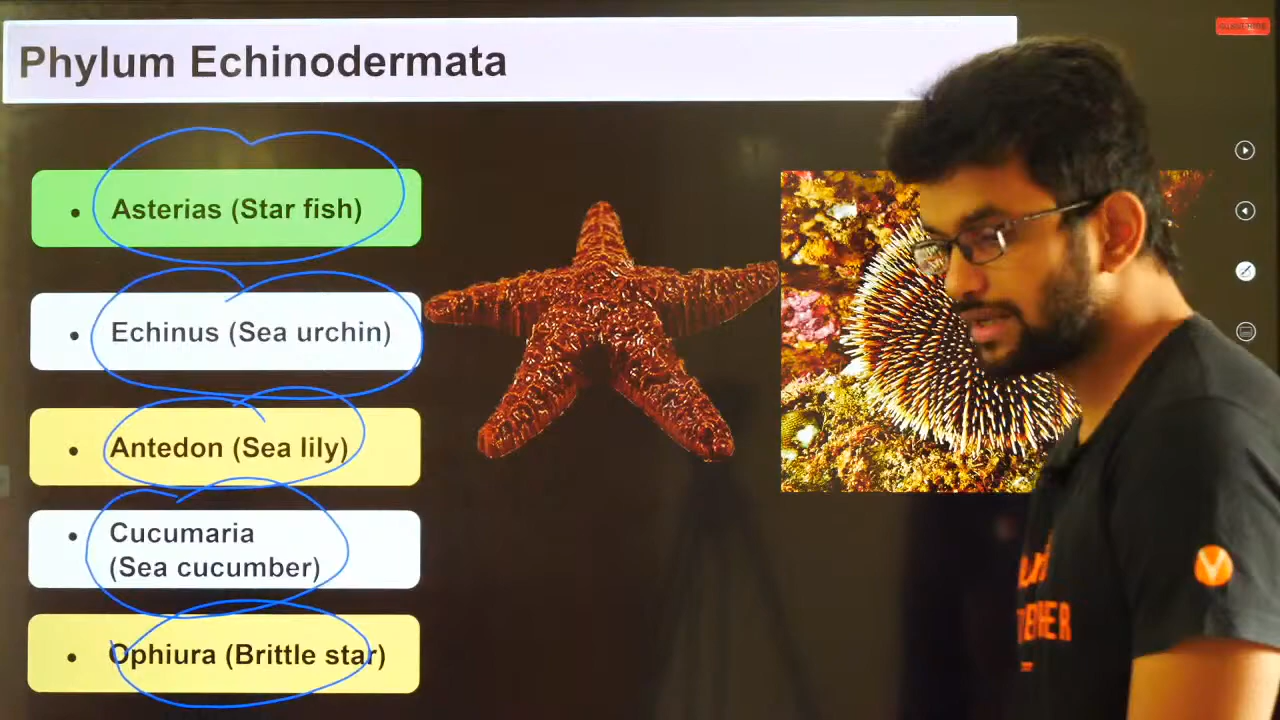 Phylum Echinodermata
• Asterias (Star fish)
• Echinus (Sea urchin)
• Antedon (Sea lily)
• Cucumaria
(Sea cucumber)
• Ophiura (Brittle star)